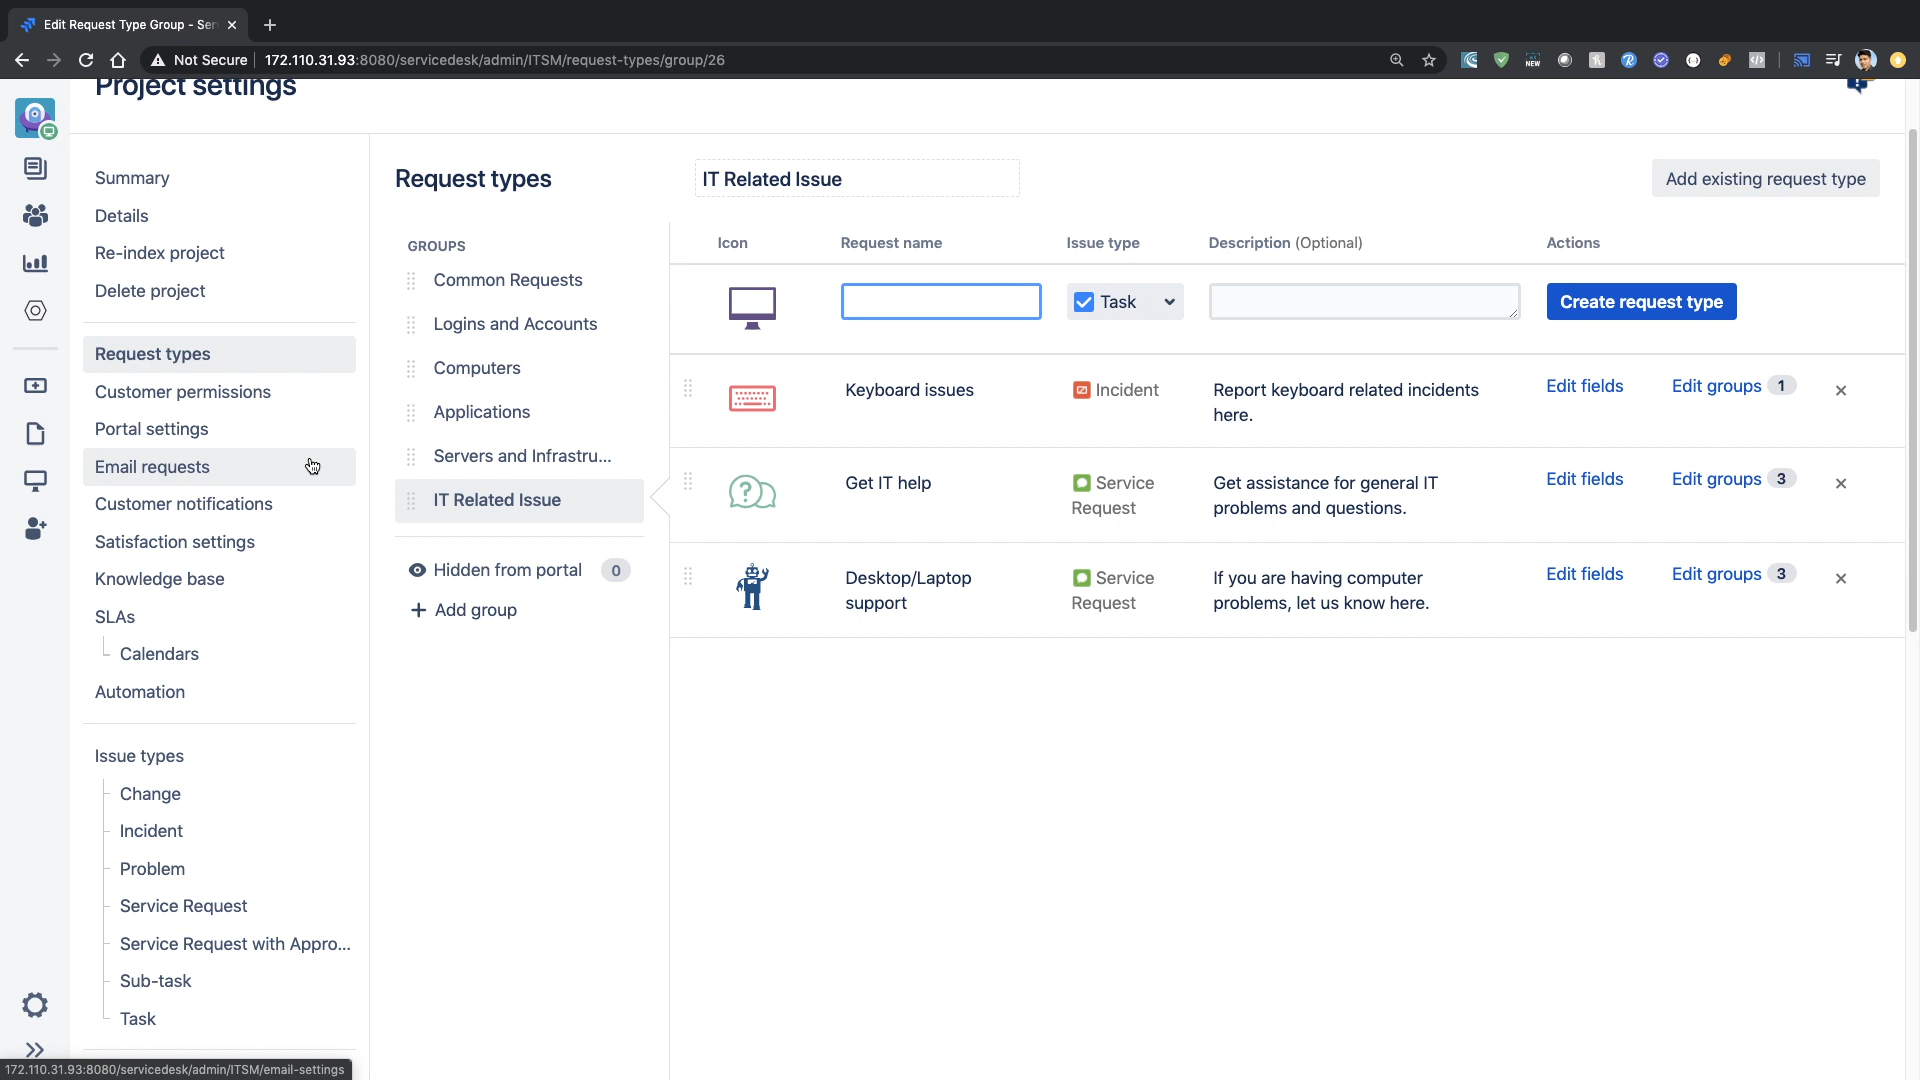 Edit Request Type Group - Ser
Not Secure
172.110.31.93:8080/servicedesk/admin/ITSM/request-types/group/26
NEW
Project settings
Summary
Details
Re-index project
Delete project
Request types
Customer permissions
Portal settings
Email requests
Customer notifications
Satisfaction settings
Knowledge base
SLAs
Calendars
Automation
Issue types
Change
Incident
Problem
Service Request
Service Request with Appro...
Sub-task
Task
172.110.31.93:8080/servicedesk/admin/ITSM/email-settings
Request types
GROUPS
Common Requests
Logins and Accounts
Computers
Applications
Servers and Infrastru...
IT Related Issue
Hidden from portal 0
Add group
IT Related Issue
Add existing request type
Icon Request name Issue type Description (Optional) Actions
Task Create request type
Keyboard issues Incident Report keyboard related incidents Edit fields Edit groups 1
here.
Get IT help Service Get assistance for general IT Edit fields Edit groups 3
Request problems and questions.
Desktop/Laptop Service If you are having computer Edit fields Edit groups 3
support Request problems, let us know here.